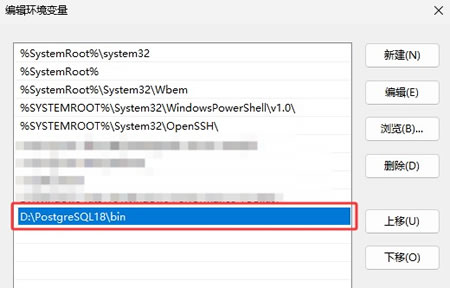 编辑环境变量
%SystemRoot%\system32
%SystemRoot%
%SystemRoot%\System32\Wbem
%SYSTEMROOT%\System32\WindowsPowerShell\v1.0\
%SYSTEMROOT%\System32\OpenSSH\
D:\PostgreSQL18\bin
新建(N)
编辑(E)
浏览(B)...
删除(D)
上移(U)
下移(O)